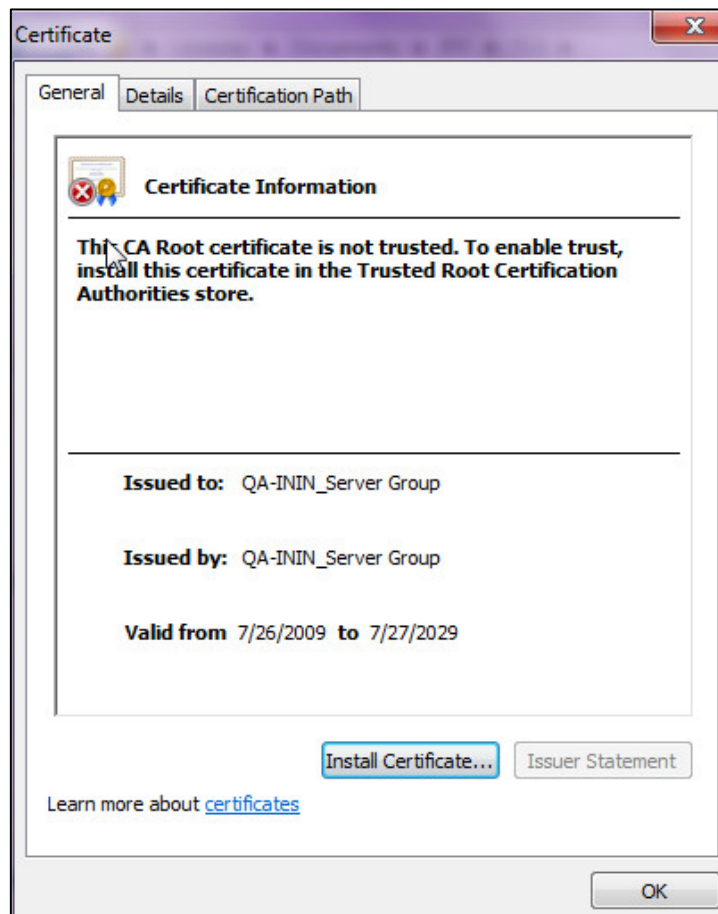 Certificate
General Details Certification Path
Certificate Information
This CA Root certificate is not trusted. To enable trust,
install this certificate in the Trusted Root Certification
Authorities store.
Issued to: QA-ININ_Server Group
Issued by: QA-ININ_Server Group
Valid from 7/26/2009 to 7/27/2029
Install Certificate... Issuer Statement
Learn more about certificates
OK